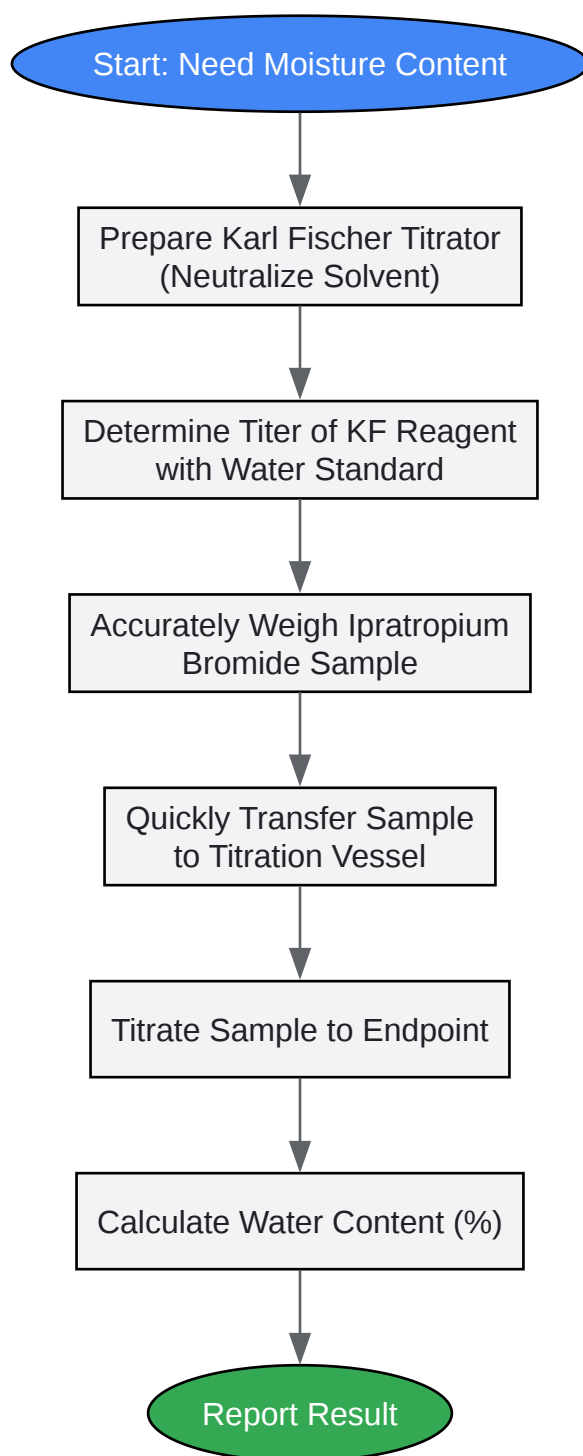 Start: Need Moisture Content
Prepare Karl Fischer Titrator
(Neutralize Solvent)
Determine Titer of KF Reagent
with Water Standard
Accurately Weigh Ipratropium
Bromide Sample
Quickly Transfer Sample
to Titration Vessel
Titrate Sample to Endpoint
Calculate Water Content (%)
Report Result